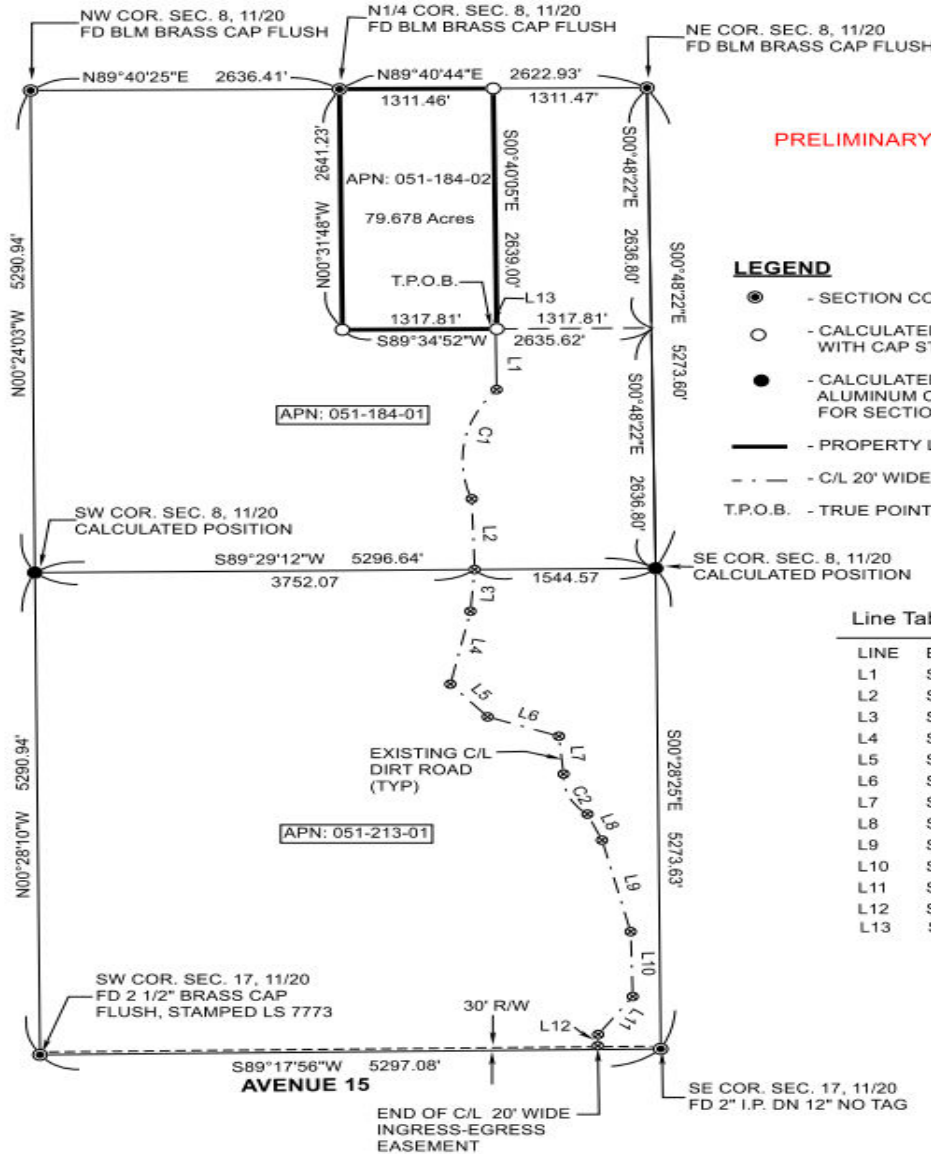 NW COR. SEC. 8, 11/20
FD BLM BRASS CAP FLUSH
N1/4 COR. SEC. 8, 11/20
FD BLM BRASS CAP FLUSH
NE COR. SEC. 8, 11/20
FD BLM BRASS CAP FLUSH
N89°40'25"E 2636.41'
N89°40'44"E 2622.93'
1311.46' 1311.47'
PRELIMINARY
2641.23'
N00°31'48"W
APN: 051-184-02
79.678 Acres
S00°40'05"E 2639.00'
S00°48'22"E 2636.80'
S00°48'22"E 5273.60'
N00°24'03"W 5290.94'
T.P.O.B.
L13
1317.81' 1317.81'
S89°34'52"W 2635.62'
L1
LEGEND
- SECTION CO
- CALCULATED
WITH CAP ST
- CALCULATED
ALUMINUM C
FOR SECTIO
- PROPERTY L
- C/L 20' WIDE
T.P.O.B. - TRUE POINT
APN: 051-184-01
C1
S00°48'22"E 2636.80'
L2
SW COR. SEC. 8, 11/20
CALCULATED POSITION
S89°29'12"W 5296.64'
3752.07 1544.57
SE COR. SEC. 8, 11/20
CALCULATED POSITION
L3
L4
L5
L6
L7
EXISTING C/L
DIRT ROAD
(TYP)
C2
L8
L9
L10
L11
L12
Line Tab
LINE
L1 S
L2 S
L3 S
L4 S
L5 S
L6 S
L7 S
L8 S
L9 S
L10 S
L11 S
L12 S
L13 S
N00°28'10"W 5290.94'
APN: 051-213-01
S00°28'25"E 5273.63'
SW COR. SEC. 17, 11/20
FD 2 1/2" BRASS CAP
FLUSH, STAMPED LS 7773
30' R/W
S89°17'56"W 5297.08'
AVENUE 15
END OF C/L 20' WIDE
INGRESS-EGRESS
EASEMENT
SE COR. SEC. 17, 11/20
FD 2" I.P. DN 12" NO TAG